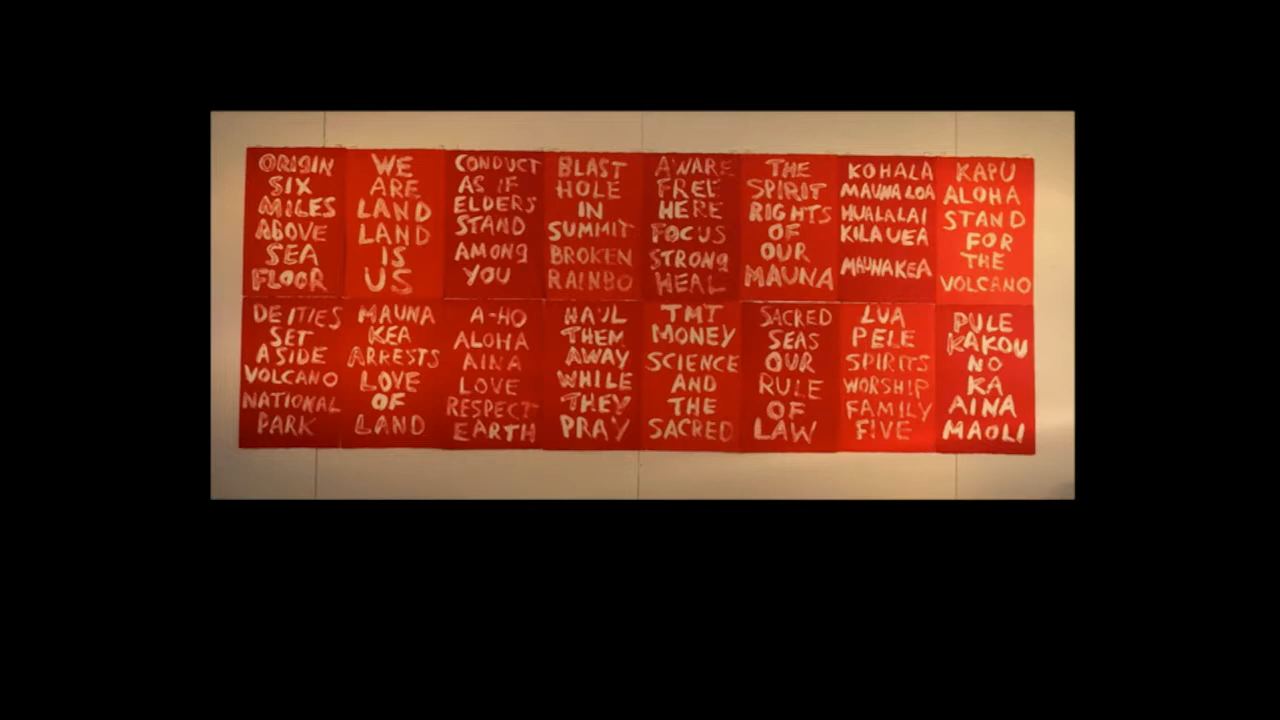 ORIGIN
SIX
MILES
ABOVE
SEA
FLOOR
WE
ARE
LAND
LAND
IS
US
CONDUCT
AS IF
ELDERS
STAND
AMONG
YOU
BLAST
HOLE
IN
SUMMIT
BROKEN
RAINBO
AWARE
FREE
HERE
FOCUS
STRONG
HEAL
THE
SPIRIT
RIGHTS
OF
OUR
MAUNA
KOHALA
MAUNA LOA
HUALALAI
KILAUEA
MAUNAKEA
KAPU
ALOHA
STAND
FOR
THE
VOLCANO
DEITIES
SET
ASIDE
VOLCANO
NATIONAL
PARK
MAUNA
KEA
ARRESTS
LOVE
OF
LAND
A-HO
ALOHA
AINA
LOVE
RESPECT
EARTH
HAUL
THEM
AWAY
WHILE
THEY
PRAY
TMT
MONEY
SCIENCE
AND
THE
SACRED
SACRED
SEAS
OUR
RULE
OF
LAW
LUA
PELE
SPIRITS
WORSHIP
FAMILY
FIVE
PULE
KAKOU
NO
KA
AINA
MAOLI